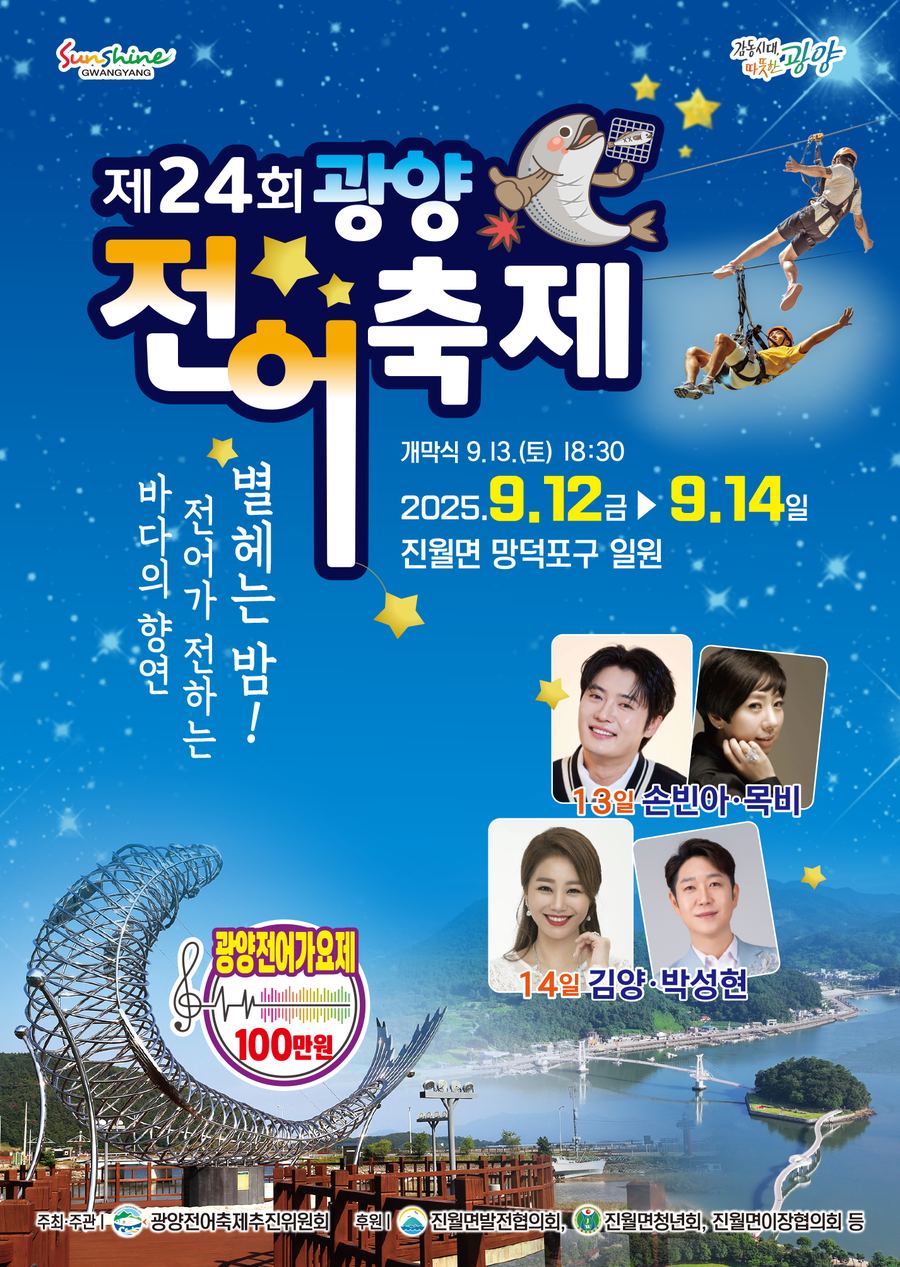 Sunshine
GWANGYANG
감동시대,
따뜻한 광양
제24회 광양
전어축제
개막식 9.13.(토) 18:30
2025.9.12금 ▶ 9.14일
진월면 망덕포구 일원
별 헤는 밤!
전어가 전하는
바다의 향연
13일 손빈아·목비
14일 김양·박성현
광양전어가요제
100만원
주최·주관 | 광양전어축제추진위원회 후원 | 진월면발전협의회, 진월면청년회, 진월면이장협의회 등